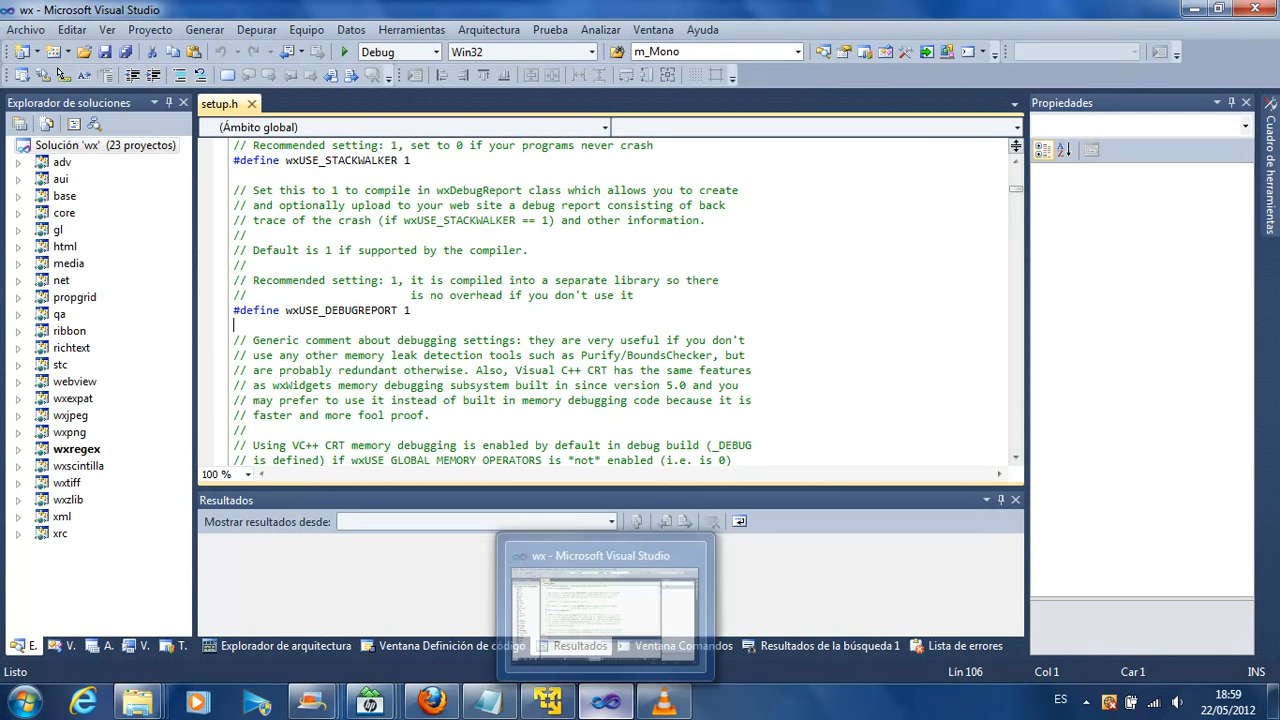 wx - Microsoft Visual Studio
Archivo Editar Ver Proyecto Generar Depurar Equipo Datos Herramientas Arquitectura Prueba Analizar Ventana Ayuda
Debug Win32 m_Mono
Explorador de soluciones
setup.h
Propiedades
(Ámbito global)
Cuadro de herramientas
Solución 'wx' (23 proyectos)
adv
aui
base
core
gl
html
media
net
propgrid
qa
ribbon
richtext
stc
webview
wxexpat
wxjpeg
wxpng
wxregex
wxscintilla
wxtiff
wxzlib
xml
xrc
// Recommended setting: 1, set to 0 if your programs never crash
#define wxUSE_STACKWALKER 1
// Set this to 1 to compile in wxDebugReport class which allows you to create
// and optionally upload to your web site a debug report consisting of back
// trace of the crash (if wxUSE_STACKWALKER == 1) and other information.
//
// Default is 1 if supported by the compiler.
//
// Recommended setting: 1, it is compiled into a separate library so there
// is no overhead if you don't use it
#define wxUSE_DEBUGREPORT 1
// Generic comment about debugging settings: they are very useful if you don't
// use any other memory leak detection tools such as Purify/BoundsChecker, but
// are probably redundant otherwise. Also, Visual C++ CRT has the same features
// as wxWidgets memory debugging subsystem built in since version 5.0 and you
// may prefer to use it instead of built in memory debugging code because it is
// faster and more fool proof.
//
// Using VC++ CRT memory debugging is enabled by default in debug build (_DEBUG
// is defined) if wxUSE_GLOBAL_MEMORY_OPERATORS is *not* enabled (i.e. is 0)
100 %
Resultados
Mostrar resultados desde:
wx - Microsoft Visual Studio
E. V. A. V. T. Explorador de arquitectura Ventana Definición de código Resultados Ventana Comandos Resultados de la búsqueda 1 Lista de errores
Listo Lín 106 Col 1 Car 1 INS
ES 18:59
22/05/2012